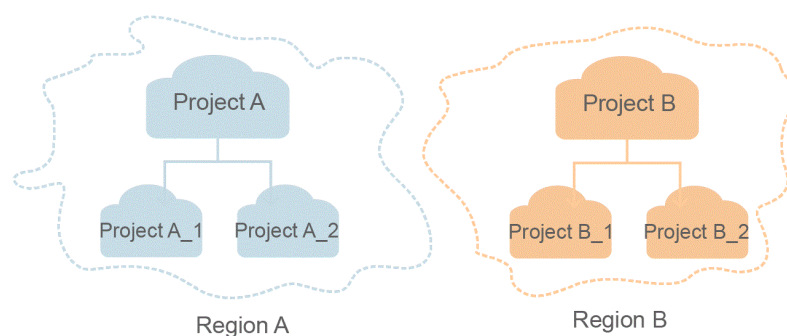 Project A
Project B
Project A_1
Project A_2
Project B_1
Project B_2
Region A
Region B